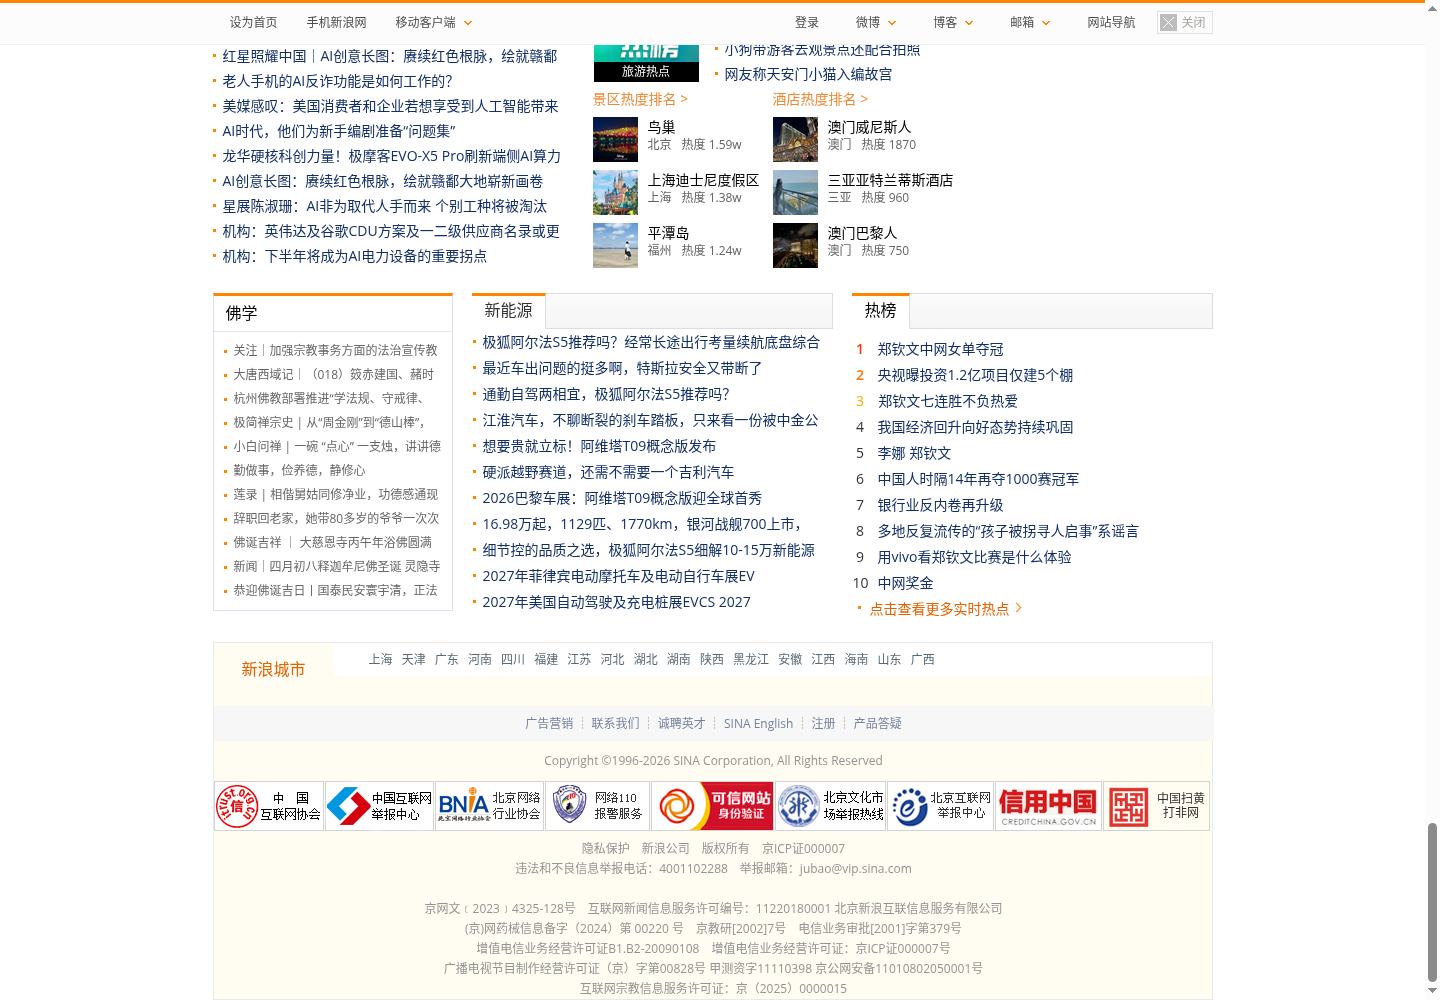 设为首页
手机新浪网
移动客户端
登录
微博
博客
邮箱
网站导航
关闭
红星照耀中国｜AI创意长图：赓续红色根脉，绘就赣鄱
老人手机的AI反诈功能是如何工作的？
美媒感叹：美国消费者和企业若想享受到人工智能带来
AI时代，他们为新手编剧准备“问题集”
龙华硬核科创力量！极摩客EVO-X5 Pro刷新端侧AI算力
AI创意长图：赓续红色根脉，绘就赣鄱大地崭新画卷
星展陈淑珊：AI非为取代人手而来 个别工种将被淘汰
机构：英伟达及谷歌CDU方案及一二级供应商名录或更
机构：下半年将成为AI电力设备的重要拐点
旅游热点
小狗带游客去观景点还配合拍照
网友称天安门小猫入编故宫
景区热度排名 >
鸟巢
北京 热度 1.59w
上海迪士尼度假区
上海 热度 1.38w
平潭岛
福州 热度 1.24w
酒店热度排名 >
澳门威尼斯人
澳门 热度 1870
三亚亚特兰蒂斯酒店
三亚 热度 960
澳门巴黎人
澳门 热度 750
佛学
关注｜加强宗教事务方面的法治宣传教
大唐西域记｜（018）笯赤建国、赭时
杭州佛教部署推进“学法规、守戒律、
极简禅宗史 | 从“周金刚”到“德山棒”，
小白问禅 | 一碗 “点心” 一支烛，讲讲德
勤做事，俭养德，静修心
莲录 | 相偕舅姑同修净业，功德感通现
辞职回老家，她带80多岁的爷爷一次次
佛诞吉祥 ｜ 大慈恩寺丙午年浴佛圆满
新闻｜四月初八释迦牟尼佛圣诞 灵隐寺
恭迎佛诞吉日丨国泰民安寰宇清，正法
新能源
极狐阿尔法S5推荐吗？经常长途出行考量续航底盘综合
最近车出问题的挺多啊，特斯拉安全又带断了
通勤自驾两相宜，极狐阿尔法S5推荐吗？
江淮汽车，不聊断裂的刹车踏板，只来看一份被中金公
想要贵就立标！阿维塔T09概念版发布
硬派越野赛道，还需不需要一个吉利汽车
2026巴黎车展：阿维塔T09概念版迎全球首秀
16.98万起，1129匹、1770km，银河战舰700上市，
细节控的品质之选，极狐阿尔法S5细解10-15万新能源
2027年菲律宾电动摩托车及电动自行车展EV
2027年美国自动驾驶及充电桩展EVCS 2027
热榜
1 郑钦文中网女单夺冠
2 央视曝投资1.2亿项目仅建5个棚
3 郑钦文七连胜不负热爱
4 我国经济回升向好态势持续巩固
5 李娜 郑钦文
6 中国人时隔14年再夺1000赛冠军
7 银行业反内卷再升级
8 多地反复流传的“孩子被拐寻人启事”系谣言
9 用vivo看郑钦文比赛是什么体验
10 中网奖金
点击查看更多实时热点
新浪城市
上海 天津 广东 河南 四川 福建 江苏 河北 湖北 湖南 陕西 黑龙江 安徽 江西 海南 山东 广西
广告营销 联系我们 诚聘英才 SINA English 注册 产品答疑
Copyright ©1996-2026 SINA Corporation, All Rights Reserved
中 国
互联网协会
中国互联网
举报中心
BNIA
北京网络
行业协会
网络110
报警服务
可信网站
身份验证
北京文化市
场举报热线
北京互联网
举报中心
信用中国
CREDITCHINA.GOV.CN
中国扫黄
打非网
隐私保护 新浪公司 版权所有 京ICP证000007
违法和不良信息举报电话：4001102288 举报邮箱：jubao@vip.sina.com
京网文﹝2023﹞4325-128号 互联网新闻信息服务许可编号：11220180001 北京新浪互联信息服务有限公司
(京)网药械信息备字（2024）第 00220 号 京教研[2002]7号 电信业务审批[2001]字第379号
增值电信业务经营许可证B1.B2-20090108 增值电信业务经营许可证：京ICP证000007号
广播电视节目制作经营许可证（京）字第00828号 甲测资字11110398 京公网安备11010802050001号
互联网宗教信息服务许可证：京（2025）0000015